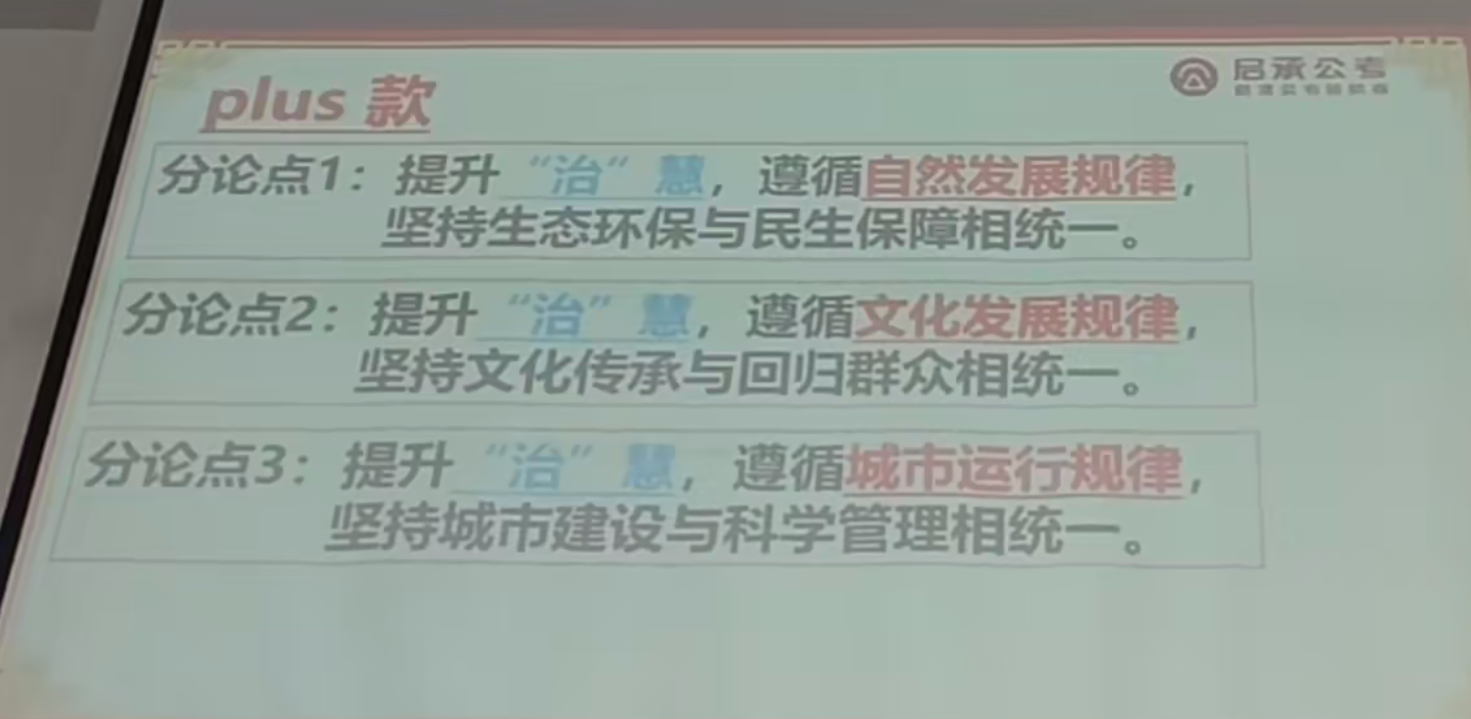 plus 款
启承公考
分论点1：提升“治”慧，遵循自然发展规律，
坚持生态环保与民生保障相统一。
分论点2：提升“治”慧，遵循文化发展规律，
坚持文化传承与回归群众相统一。
分论点3：提升“治”慧，遵循城市运行规律，
坚持城市建设与科学管理相统一。